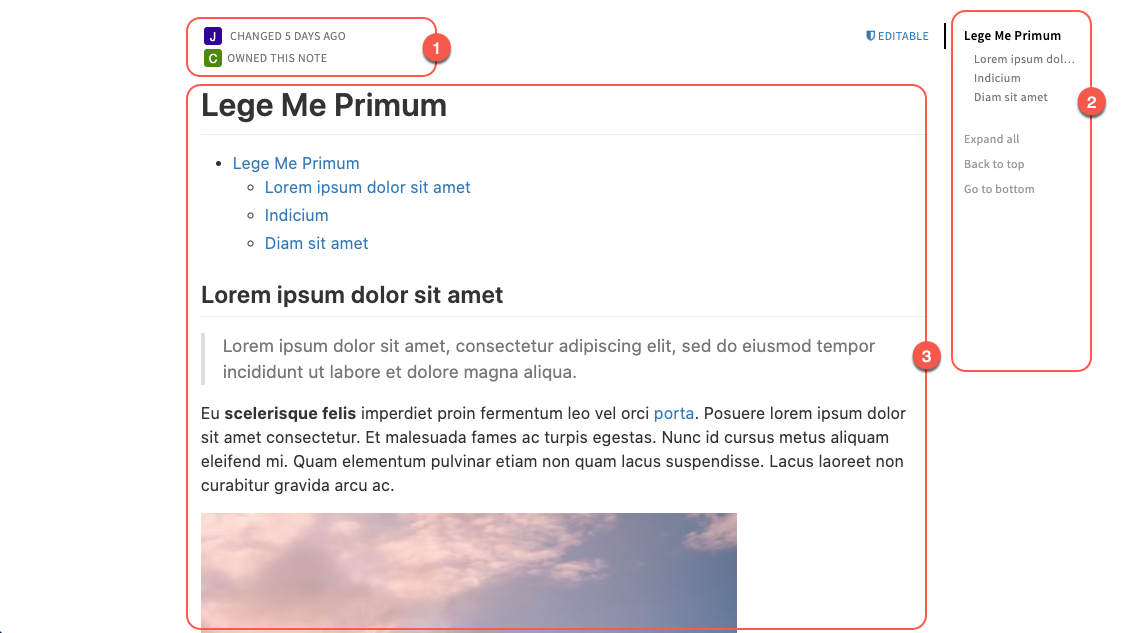 J CHANGED 5 DAYS AGO
C OWNED THIS NOTE
1
EDITABLE
Lege Me Primum
Lorem ipsum dol...
Indicium
Diam sit amet
2
Expand all
Back to top
Go to bottom
Lege Me Primum
Lege Me Primum
Lorem ipsum dolor sit amet
Indicium
Diam sit amet
Lorem ipsum dolor sit amet
Lorem ipsum dolor sit amet, consectetur adipiscing elit, sed do eiusmod tempor
incididunt ut labore et dolore magna aliqua.
3
Eu scelerisque felis imperdiet proin fermentum leo vel orci porta. Posuere lorem ipsum dolor
sit amet consectetur. Et malesuada fames ac turpis egestas. Nunc id cursus metus aliquam
eleifend mi. Quam elementum pulvinar etiam non quam lacus suspendisse. Lacus laoreet non
curabitur gravida arcu ac.